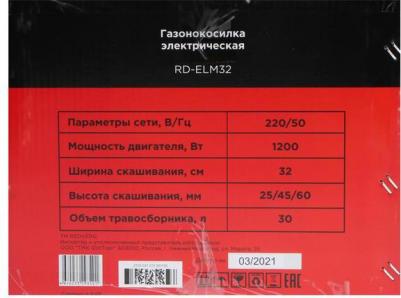 Газонокосилка
электрическая
RD-ELM32
Параметры сети, В/Гц 220/50
Мощность двигателя, Вт 1200
Ширина скашивания, см 32
Высота скашивания, мм 25/45/60
Объем травосборника, л 30
03/2021
EAC